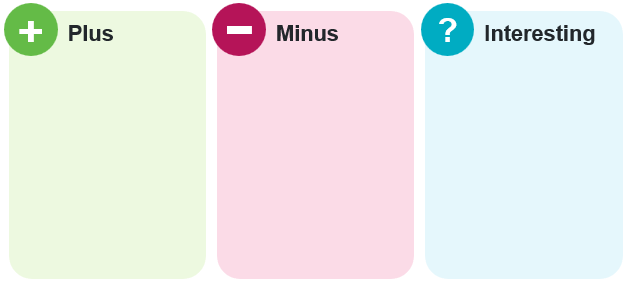 + Plus
− Minus
? Interesting